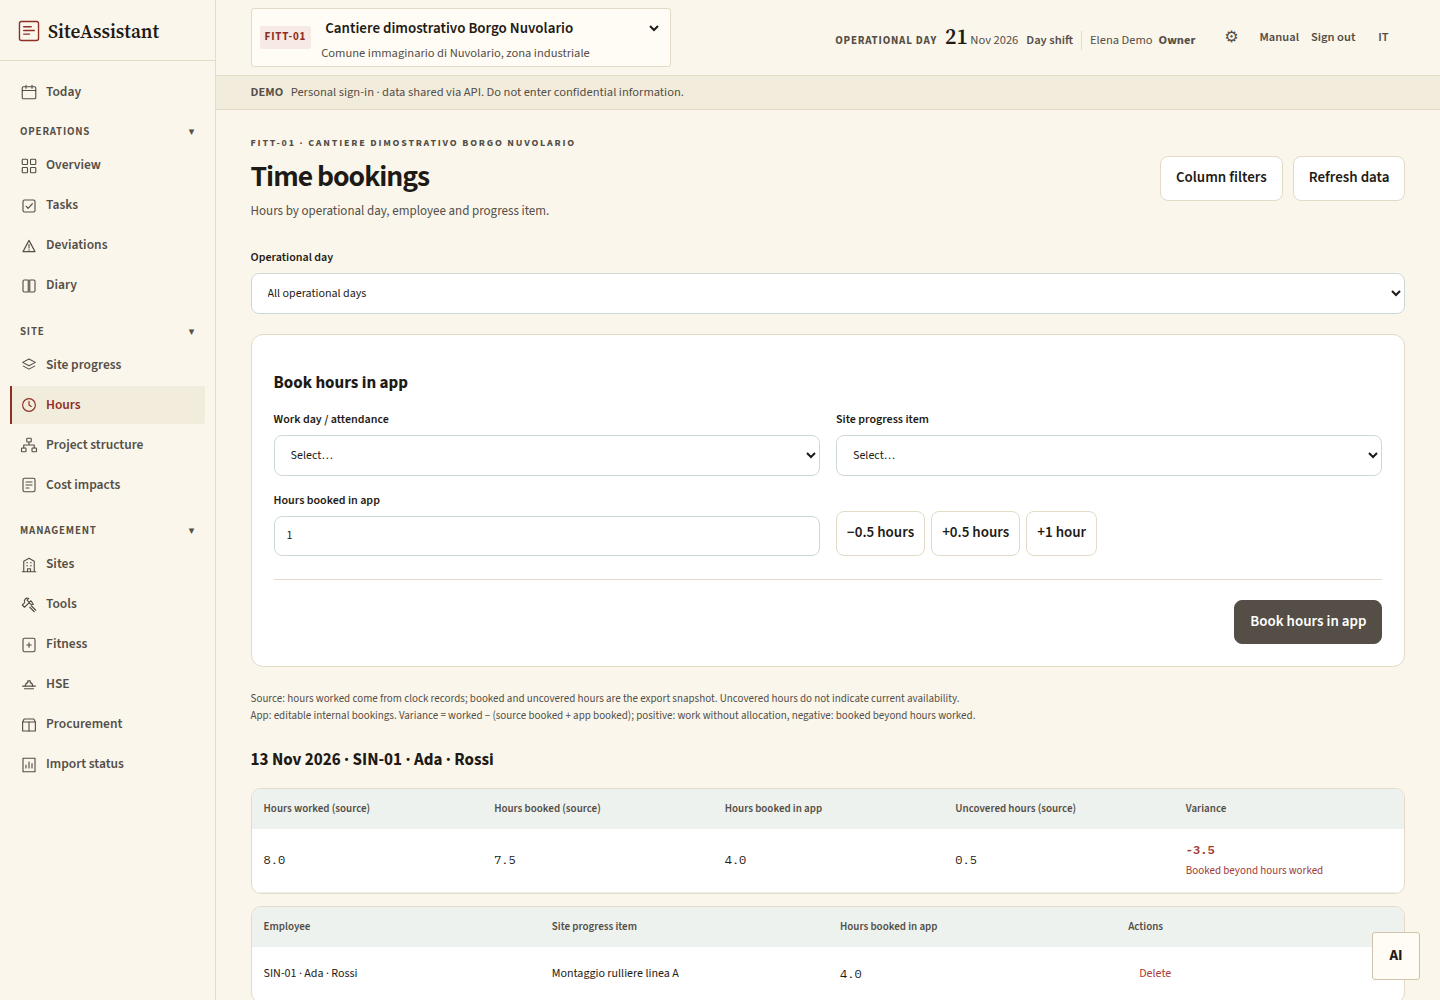 SiteAssistant
Today
OPERATIONS
Overview
Tasks
Deviations
Diary
SITE
Site progress
Hours
Project structure
Cost impacts
MANAGEMENT
Sites
Tools
Fitness
HSE
Procurement
Import status
FITT-01 Cantiere dimostrativo Borgo Nuvolario
Comune immaginario di Nuvolario, zona industriale
OPERATIONAL DAY 21 Nov 2026 Day shift Elena Demo Owner Manual Sign out IT
DEMO Personal sign-in · data shared via API. Do not enter confidential information.
FITT-01 · CANTIERE DIMOSTRATIVO BORGO NUVOLARIO
Time bookings
Hours by operational day, employee and progress item.
Column filters Refresh data
Operational day
All operational days
Book hours in app
Work day / attendance Site progress item
Select... Select...
Hours booked in app
1 −0.5 hours +0.5 hours +1 hour
Book hours in app
Source: hours worked come from clock records; booked and uncovered hours are the export snapshot. Uncovered hours do not indicate current availability.
App: editable internal bookings. Variance = worked − (source booked + app booked); positive: work without allocation, negative: booked beyond hours worked.
13 Nov 2026 · SIN-01 · Ada · Rossi
Hours worked (source) Hours booked (source) Hours booked in app Uncovered hours (source) Variance
8.0 7.5 4.0 0.5 -3.5
Booked beyond hours worked
Employee Site progress item Hours booked in app Actions
SIN-01 · Ada · Rossi Montaggio rulliere linea A 4.0 Delete
AI